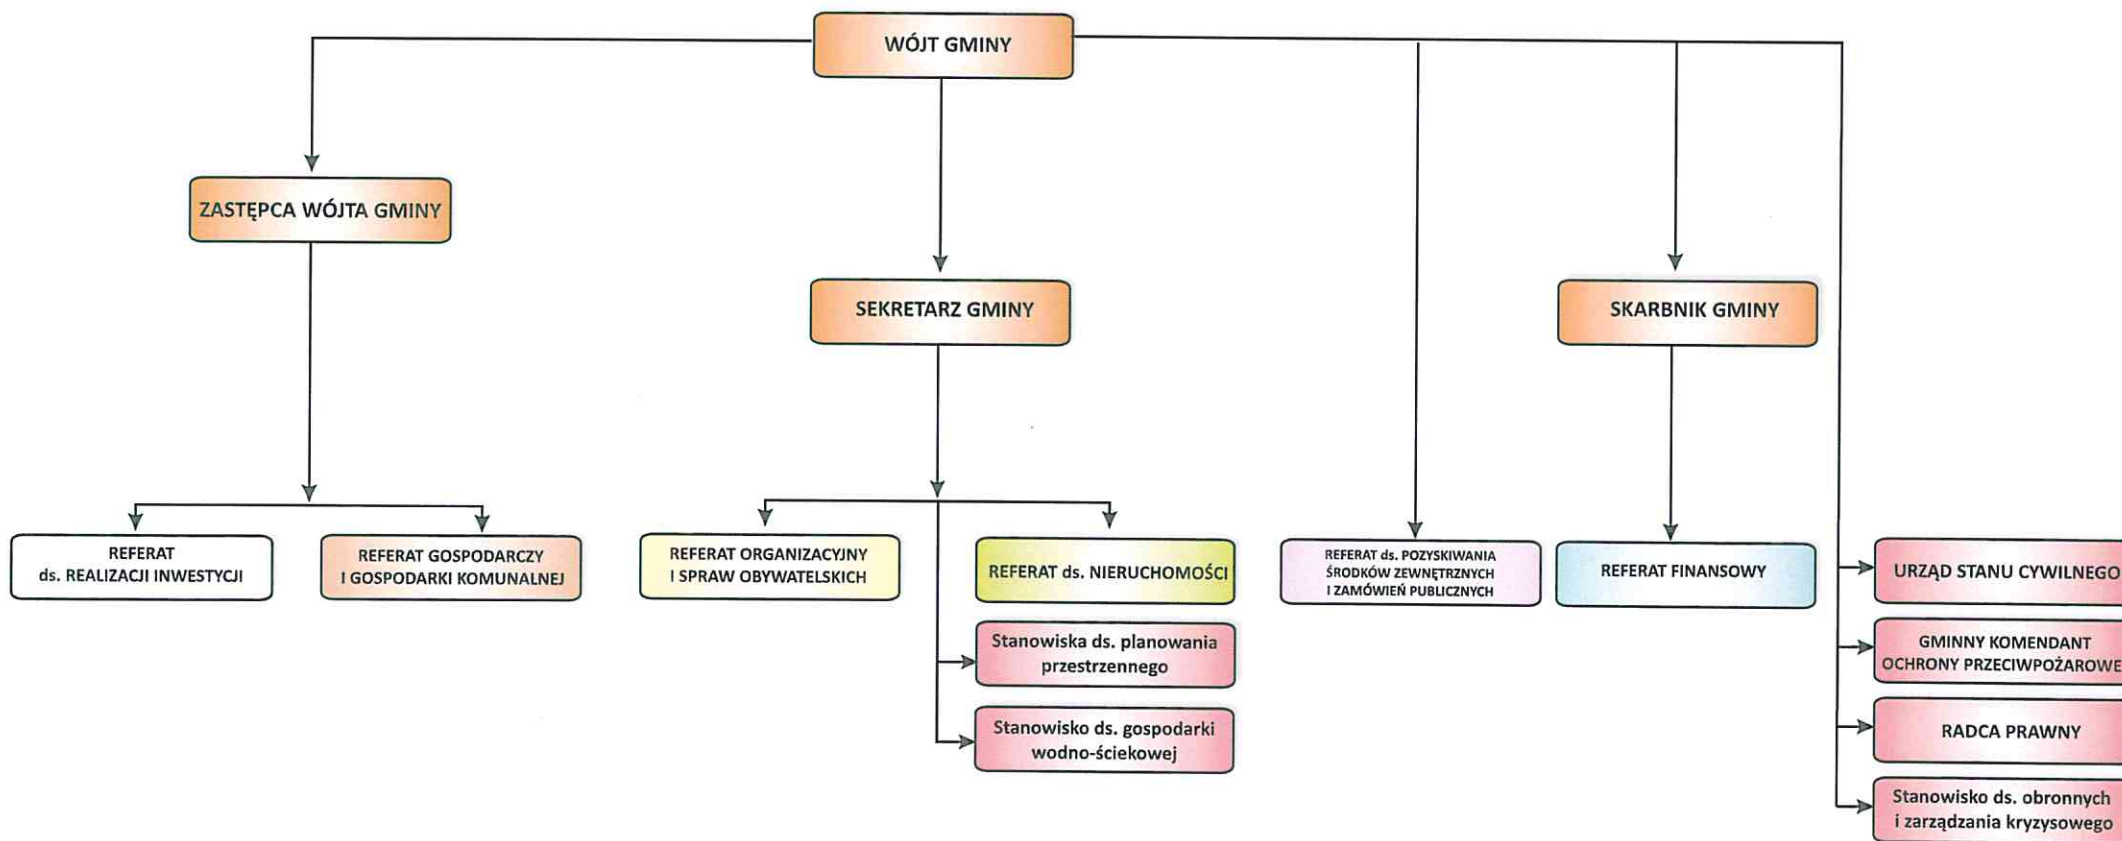 WÓJT GMINY
ZASTĘPCA WÓJTA GMINY
SEKRETARZ GMINY
SKARBNIK GMINY
REFERAT
ds. REALIZACJI INWESTYCJI
REFERAT GOSPODARCZY
I GOSPODARKI KOMUNALNEJ
REFERAT ORGANIZACYJNY
I SPRAW OBYWATELSKICH
REFERAT ds. NIERUCHOMOŚCI
Stanowiska ds. planowania
przestrzennego
Stanowisko ds. gospodarki
wodno-ściekowej
REFERAT ds. POZYSKIWANIA
ŚRODKÓW ZEWNĘTRZNYCH
I ZAMÓWIEŃ PUBLICZNYCH
REFERAT FINANSOWY
URZĄD STANU CYWILNEGO
GMINNY KOMENDANT
OCHRONY PRZECIWPOŻAROWE
RADCA PRAWNY
Stanowisko ds. obronnych
i zarządzania kryzysowego